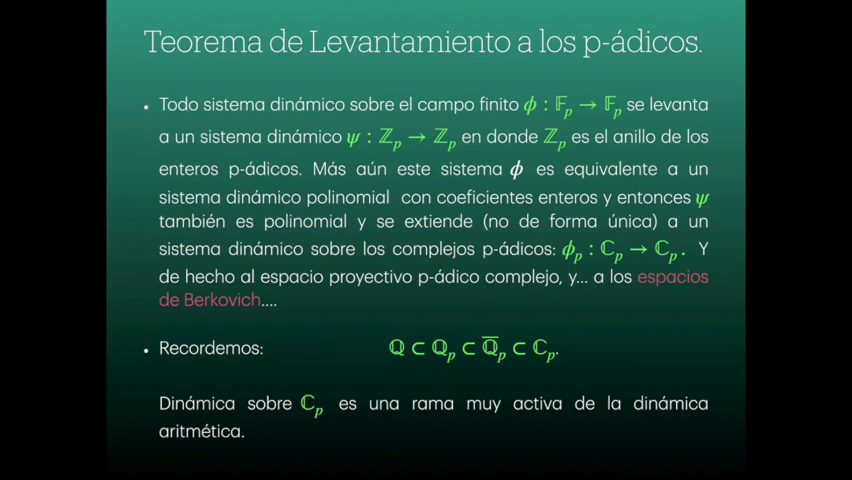 Teorema de Levantamiento a los p-ádicos.
• Todo sistema dinámico sobre el campo finito ϕ : 𝔽ₚ → 𝔽ₚ se levanta
a un sistema dinámico ψ : ℤₚ → ℤₚ en donde ℤₚ es el anillo de los
enteros p-ádicos. Más aún este sistema ϕ es equivalente a un
sistema dinámico polinomial con coeficientes enteros y entonces ψ
también es polinomial y se extiende (no de forma única) a un
sistema dinámico sobre los complejos p-ádicos: ϕₚ : ℂₚ → ℂₚ. Y
de hecho al espacio proyectivo p-ádico complejo, y... a los espacios
de Berkovich....
• Recordemos: ℚ ⊂ ℚₚ ⊂ ℚ̅ₚ ⊂ ℂₚ.
Dinámica sobre ℂₚ es una rama muy activa de la dinámica
aritmética.